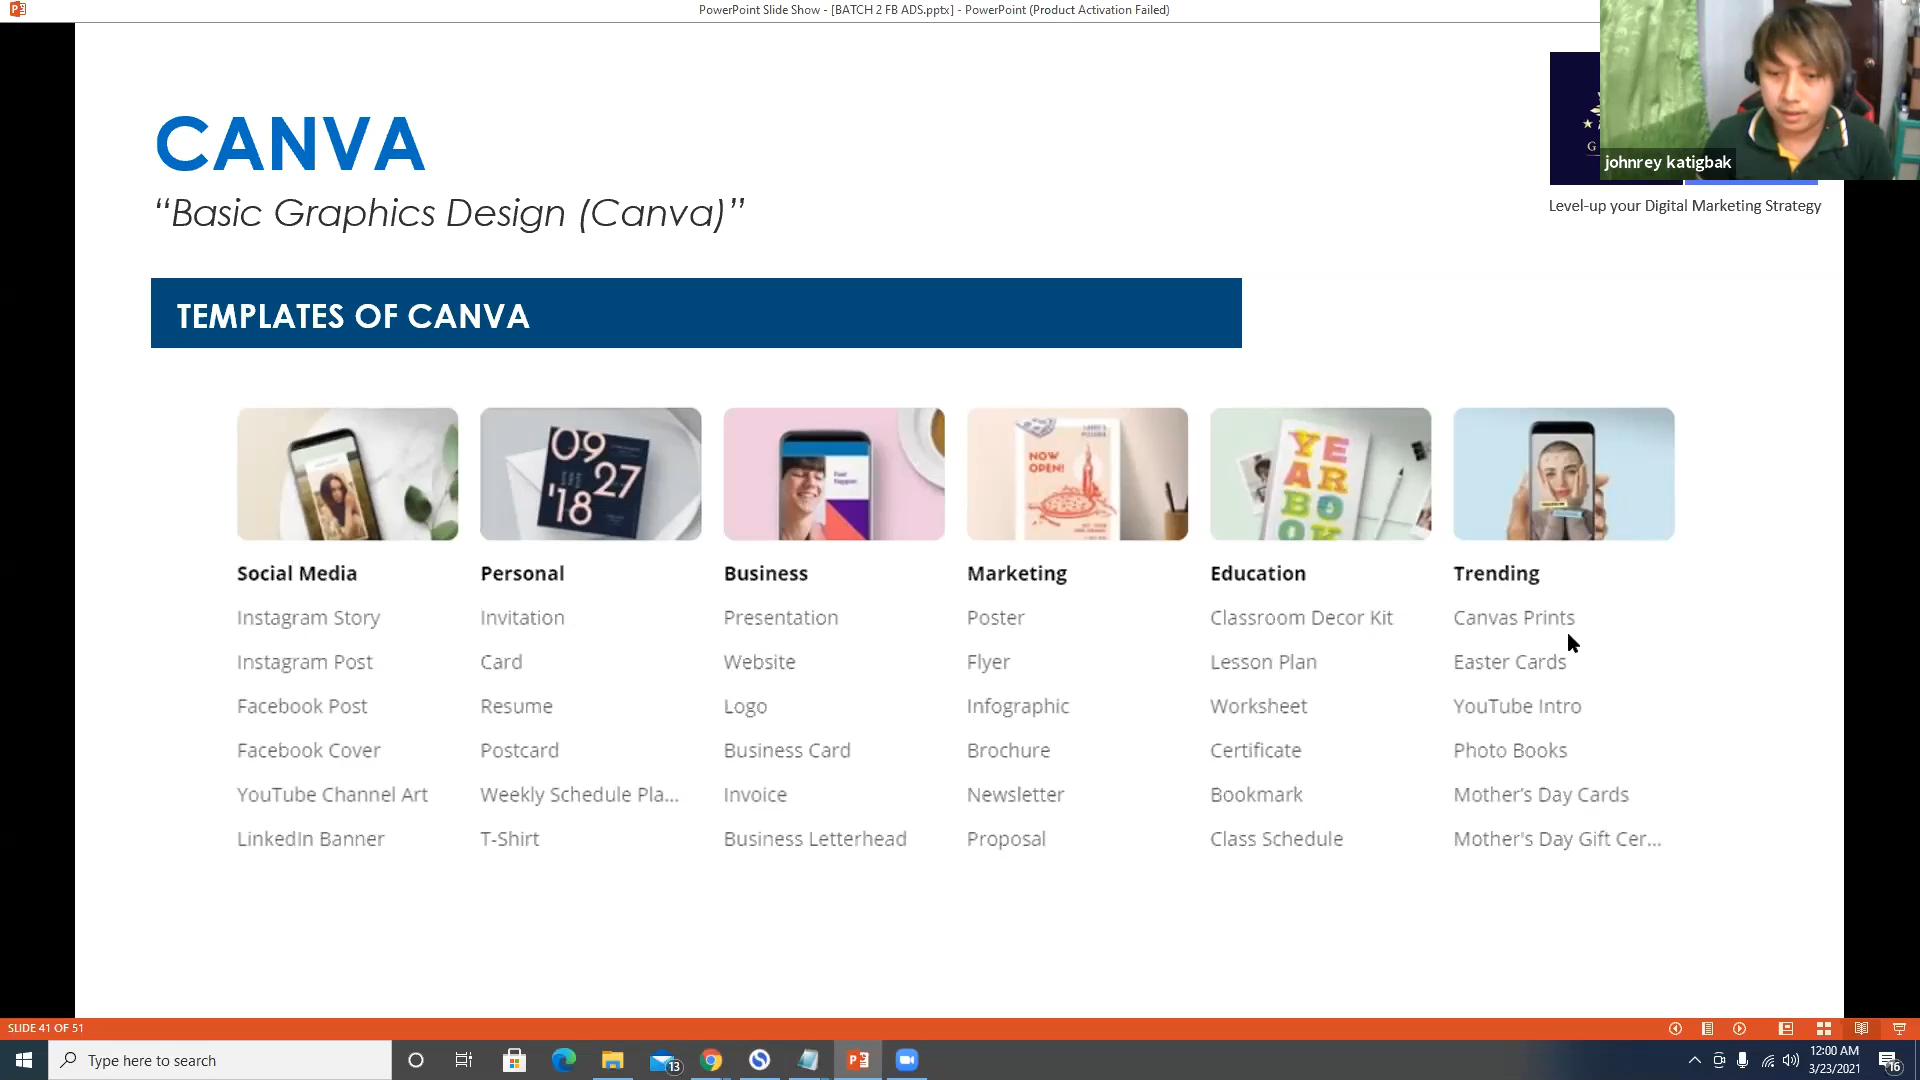 PowerPoint Slide Show - [BATCH 2 FB ADS.pptx] - PowerPoint (Product Activation Failed)
CANVA
“Basic Graphics Design (Canva)”
johnrey katigbak
G
Level-up your Digital Marketing Strategy
TEMPLATES OF CANVA
09
27
'18
NOW
OPEN!
YE
AR
BO
OK
Social Media
Instagram Story
Instagram Post
Facebook Post
Facebook Cover
YouTube Channel Art
LinkedIn Banner
Personal
Invitation
Card
Resume
Postcard
Weekly Schedule Pla...
T-Shirt
Business
Presentation
Website
Logo
Business Card
Invoice
Business Letterhead
Marketing
Poster
Flyer
Infographic
Brochure
Newsletter
Proposal
Education
Classroom Decor Kit
Lesson Plan
Worksheet
Certificate
Bookmark
Class Schedule
Trending
Canvas Prints
Easter Cards
YouTube Intro
Photo Books
Mother's Day Cards
Mother's Day Gift Cer...
SLIDE 41 OF 51
Type here to search
13
12:00 AM
3/23/2021
16